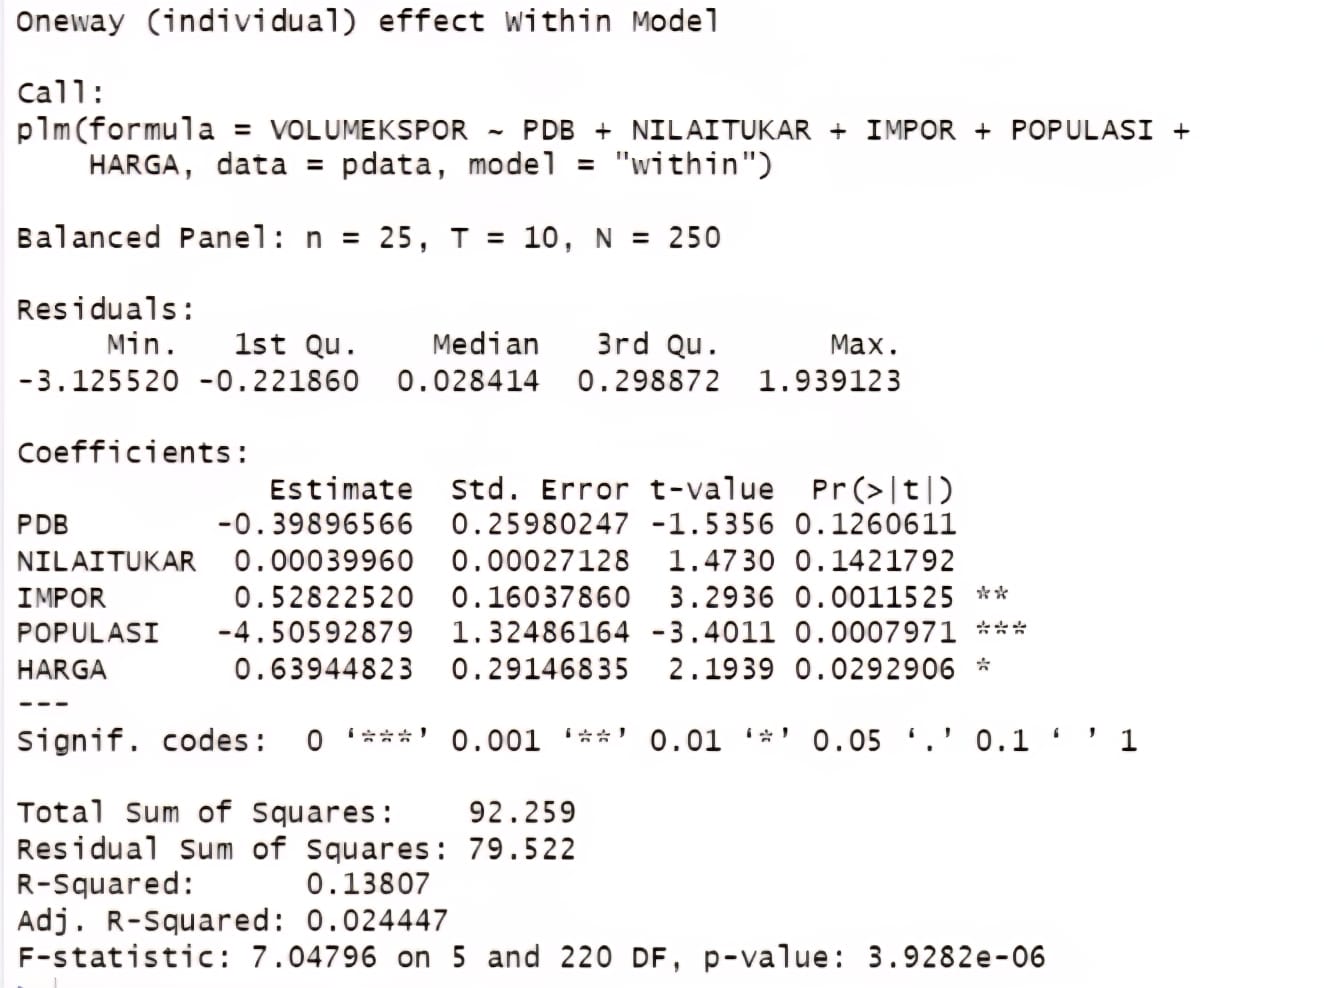 Oneway (individual) effect Within Model
Call:
plm(formula = VOLUMEKSPOR ~ PDB + NILAITUKAR + IMPOR + POPULASI +
HARGA, data = pdata, model = "within")
Balanced Panel: n = 25, T = 10, N = 250
Residuals:
Min. 1st Qu. Median 3rd Qu. Max.
-3.125520 -0.221860 0.028414 0.298872 1.939123
Coefficients:
Estimate Std. Error t-value Pr(>|t|)
PDB -0.39896566 0.25980247 -1.5356 0.1260611
NILAITUKAR 0.00039960 0.00027128 1.4730 0.1421792
IMPOR 0.52822520 0.16037860 3.2936 0.0011525 **
POPULASI -4.50592879 1.32486164 -3.4011 0.0007971 ***
HARGA 0.63944823 0.29146835 2.1939 0.0292906 *
---
Signif. codes: 0 ‘***’ 0.001 ‘**’ 0.01 ‘*’ 0.05 ‘.’ 0.1 ‘ ’ 1
Total Sum of Squares: 92.259
Residual Sum of Squares: 79.522
R-Squared: 0.13807
Adj. R-Squared: 0.024447
F-statistic: 7.04796 on 5 and 220 DF, p-value: 3.9282e-06